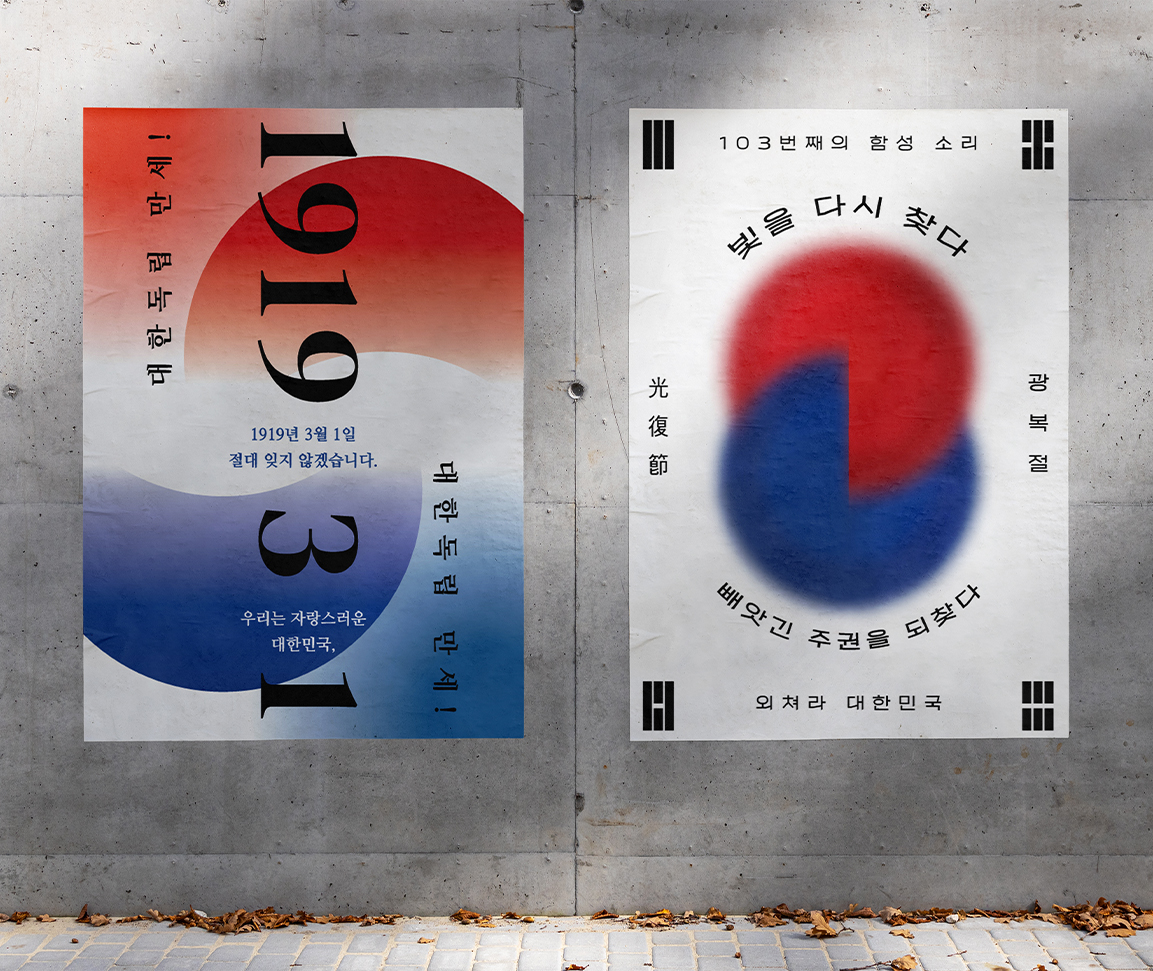 대한독립 만세!
1919
1919년 3월 1일
절대 잊지 않겠습니다.
3
우리는 자랑스러운
대한민국,
1
대한독립 만세!
103번째의 함성 소리
빛을 다시 찾다
光復節
광복절
빼앗긴 주권을 되찾다
외쳐라 대한민국